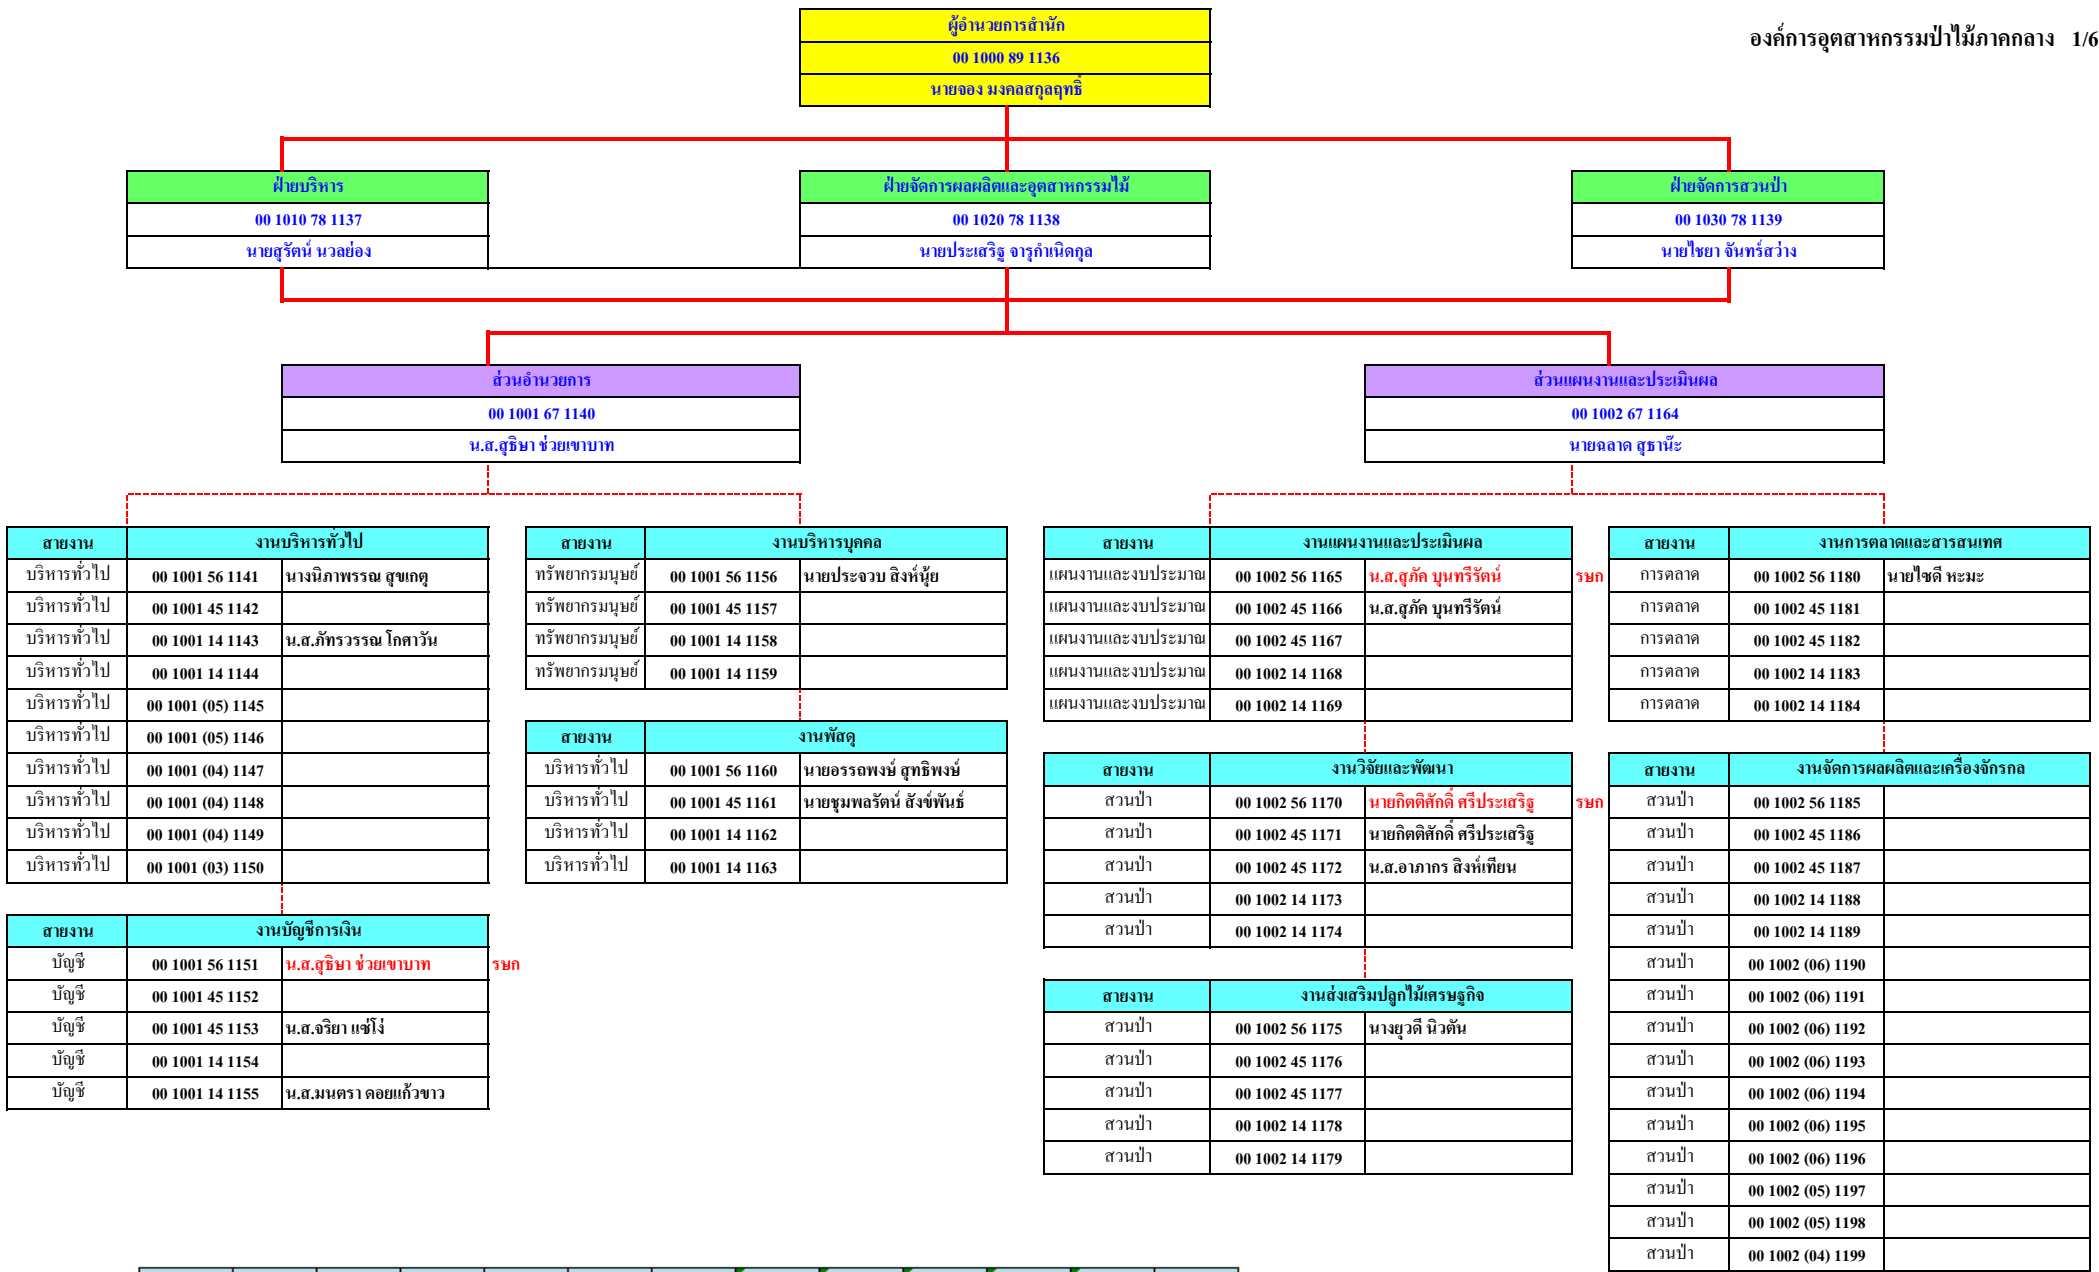 องค์การอุตสาหกรรมป่าไม้ภาคกลาง 1/6
ผู้อำนวยการสำนัก
00 1000 89 1136
นายจอง มงคลสกุลฤทธิ์
ฝ่ายบริหาร
00 1010 78 1137
นายสุรัตน์ นวลย่อง
ฝ่ายจัดการผลผลิตและอุตสาหกรรมไม้
00 1020 78 1138
นายประเสริฐ จารุกำเนิดกุล
ฝ่ายจัดการสวนป่า
00 1030 78 1139
นายไชยา จันทร์สว่าง
ส่วนอำนวยการ
00 1001 67 1140
น.ส.สุธิษา ช่วยเขาบาท
ส่วนแผนงานและประเมินผล
00 1002 67 1164
นายฉลาด สุธาน๊ะ
สายงาน งานบริหารทั่วไป
บริหารทั่วไป 00 1001 56 1141 นางนิภาพรรณ สุขเกตุ
บริหารทั่วไป 00 1001 45 1142
บริหารทั่วไป 00 1001 14 1143 น.ส.ภัทรวรรณ โกศาวัน
บริหารทั่วไป 00 1001 14 1144
บริหารทั่วไป 00 1001 (05) 1145
บริหารทั่วไป 00 1001 (05) 1146
บริหารทั่วไป 00 1001 (04) 1147
บริหารทั่วไป 00 1001 (04) 1148
บริหารทั่วไป 00 1001 (04) 1149
บริหารทั่วไป 00 1001 (03) 1150
สายงาน งานบัญชีการเงิน
บัญชี 00 1001 56 1151 น.ส.สุธิษา ช่วยเขาบาท รษก
บัญชี 00 1001 45 1152
บัญชี 00 1001 45 1153 น.ส.จริยา แซ่โง่
บัญชี 00 1001 14 1154
บัญชี 00 1001 14 1155 น.ส.มนตรา ดอยแก้วขาว
สายงาน งานบริหารบุคคล
ทรัพยากรมนุษย์ 00 1001 56 1156 นายประจวบ สิงห์นุ้ย
ทรัพยากรมนุษย์ 00 1001 45 1157
ทรัพยากรมนุษย์ 00 1001 14 1158
ทรัพยากรมนุษย์ 00 1001 14 1159
สายงาน งานพัสดุ
บริหารทั่วไป 00 1001 56 1160 นายอรรถพงษ์ สุทธิพงษ์
บริหารทั่วไป 00 1001 45 1161 นายชุมพลรัตน์ สังข์พันธ์
บริหารทั่วไป 00 1001 14 1162
บริหารทั่วไป 00 1001 14 1163
สายงาน งานแผนงานและประเมินผล
แผนงานและงบประมาณ 00 1002 56 1165 น.ส.สุภัค บุนทรีรัตน์ รษก
แผนงานและงบประมาณ 00 1002 45 1166 น.ส.สุภัค บุนทรีรัตน์
แผนงานและงบประมาณ 00 1002 45 1167
แผนงานและงบประมาณ 00 1002 14 1168
แผนงานและงบประมาณ 00 1002 14 1169
สายงาน งานวิจัยและพัฒนา
สวนป่า 00 1002 56 1170 นายกิตติศักดิ์ ศรีประเสริฐ รษก
สวนป่า 00 1002 45 1171 นายกิตติศักดิ์ ศรีประเสริฐ
สวนป่า 00 1002 45 1172 น.ส.อาภากร สิงห์เทียน
สวนป่า 00 1002 14 1173
สวนป่า 00 1002 14 1174
สายงาน งานส่งเสริมปลูกไม้เศรษฐกิจ
สวนป่า 00 1002 56 1175 นางยุวดี นิวตัน
สวนป่า 00 1002 45 1176
สวนป่า 00 1002 45 1177
สวนป่า 00 1002 14 1178
สวนป่า 00 1002 14 1179
สายงาน งานการตลาดและสารสนเทศ
การตลาด 00 1002 56 1180 นายไซดี หะมะ
การตลาด 00 1002 45 1181
การตลาด 00 1002 45 1182
การตลาด 00 1002 14 1183
การตลาด 00 1002 14 1184
สายงาน งานจัดการผลผลิตและเครื่องจักรกล
สวนป่า 00 1002 56 1185
สวนป่า 00 1002 45 1186
สวนป่า 00 1002 45 1187
สวนป่า 00 1002 14 1188
สวนป่า 00 1002 14 1189
สวนป่า 00 1002 (06) 1190
สวนป่า 00 1002 (06) 1191
สวนป่า 00 1002 (06) 1192
สวนป่า 00 1002 (06) 1193
สวนป่า 00 1002 (06) 1194
สวนป่า 00 1002 (06) 1195
สวนป่า 00 1002 (06) 1196
สวนป่า 00 1002 (05) 1197
สวนป่า 00 1002 (05) 1198
สวนป่า 00 1002 (04) 1199